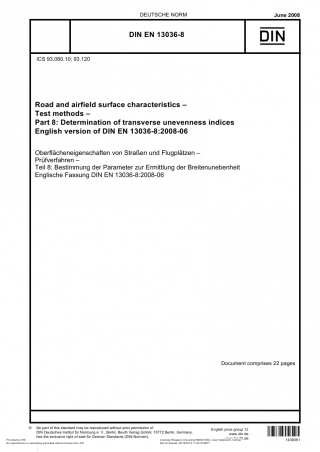 DEUTSCHE NORM
June 2008
DIN EN 13036-8
DIN
ICS 93.080.10; 93.120
Road and airfield surface characteristics –
Test methods –
Part 8: Determination of transverse unevenness indices
English version of DIN EN 13036-8:2008-06
Oberflächeneigenschaften von Straßen und Flugplätzen –
Prüfverfahren –
Teil 8: Bestimmung der Parameter zur Ermittlung der Breitenunebenheit
Englische Fassung DIN EN 13036-8:2008-06
Document comprises 22 pages
© No part of this standard may be reproduced without prior permission of
DIN Deutsches Institut für Normung e. V., Berlin. Beuth Verlag GmbH, 10772 Berlin, Germany,
has the exclusive right of sale for German Standards (DIN-Normen).
English price group 12
www.din.de